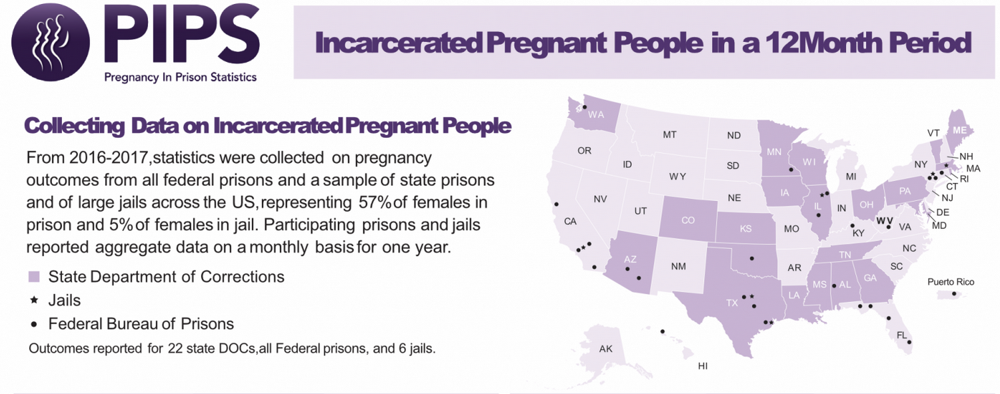 PIPS
Pregnancy In Prison Statistics
Incarcerated Pregnant People in a 12Month Period
Collecting Data on Incarcerated Pregnant People
From 2016-2017,statistics were collected on pregnancy
outcomes from all federal prisons and a sample of state prisons
and of large jails across the US,representing 57% of females in
prison and 5% of females in jail. Participating prisons and jails
reported aggregate data on a monthly basis for one year.
State Department of Corrections
Jails
Federal Bureau of Prisons
Outcomes reported for 22 state DOCs,all Federal prisons, and 6 jails.
WA
OR
ID
MT
ND
SD
WY
NE
NV
UT
CA
CO
KS
AZ
NM
TX
MN
WI
IA
IL
MO
AR
LA
MS
AL
GA
TN
KY
IN
OH
MI
WV
VA
NC
SC
FL
PA
NY
VT
ME
NH
MA
RI
CT
NJ
DE
MD
Puerto Rico
AK
HI